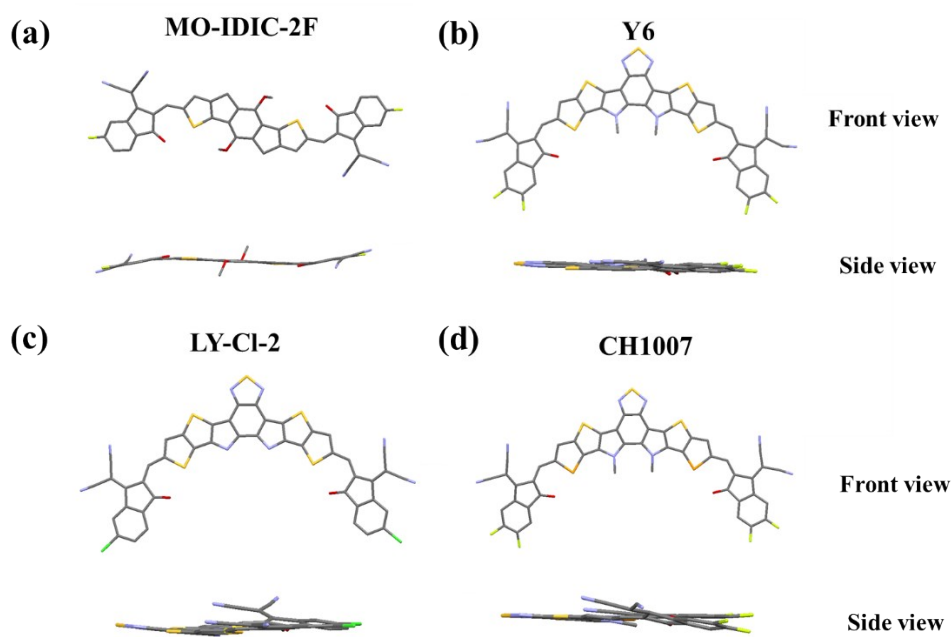 (a)
MO-IDIC-2F
(b)
Y6
Front view
Side view
(c)
LY-Cl-2
(d)
CH1007
Front view
Side view